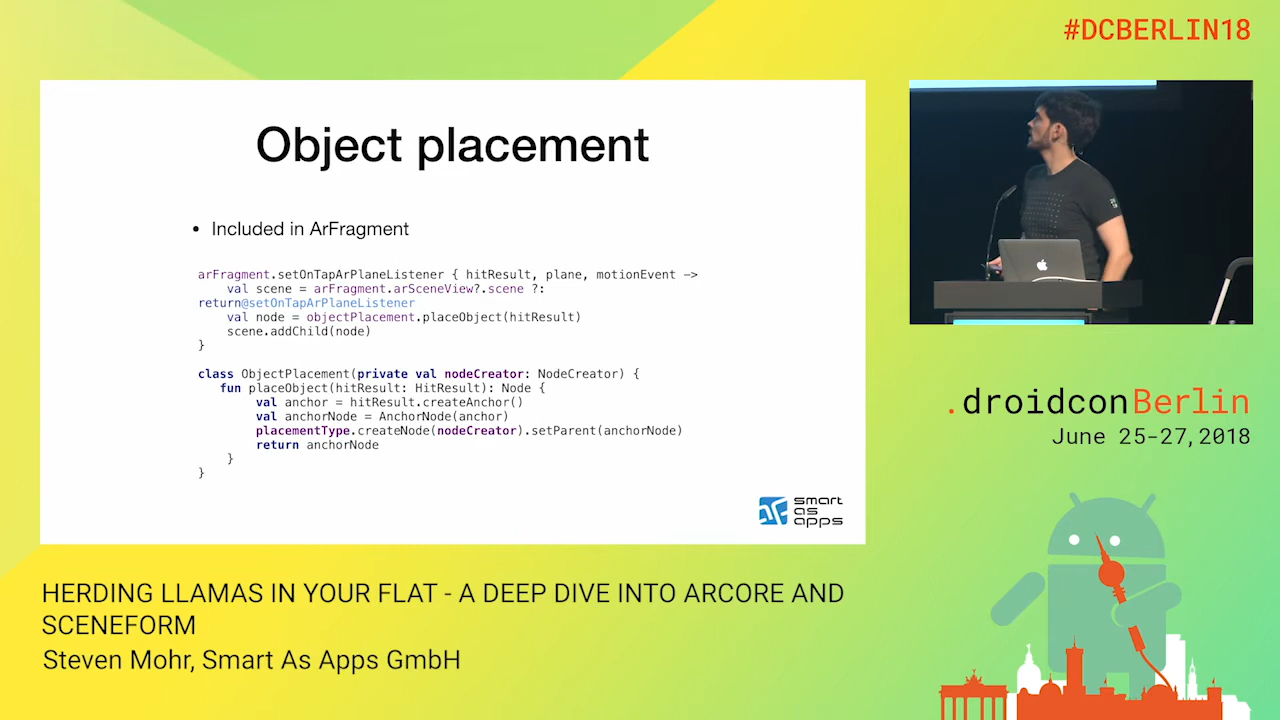 #DCBERLIN18
Object placement
• Included in ArFragment
arFragment.setOnTapArPlaneListener { hitResult, plane, motionEvent ->
    val scene = arFragment.arSceneView?.scene ?:
return@setOnTapArPlaneListener
    val node = objectPlacement.placeObject(hitResult)
    scene.addChild(node)
}
class ObjectPlacement(private val nodeCreator: NodeCreator) {
   fun placeObject(hitResult: HitResult): Node {
        val anchor = hitResult.createAnchor()
        val anchorNode = AnchorNode(anchor)
        placementType.createNode(nodeCreator).setParent(anchorNode)
        return anchorNode
    }
}
smart
as
apps
.droidconBerlin
June 25-27,2018
HERDING LLAMAS IN YOUR FLAT - A DEEP DIVE INTO ARCORE AND
SCENEFORM
Steven Mohr, Smart As Apps GmbH